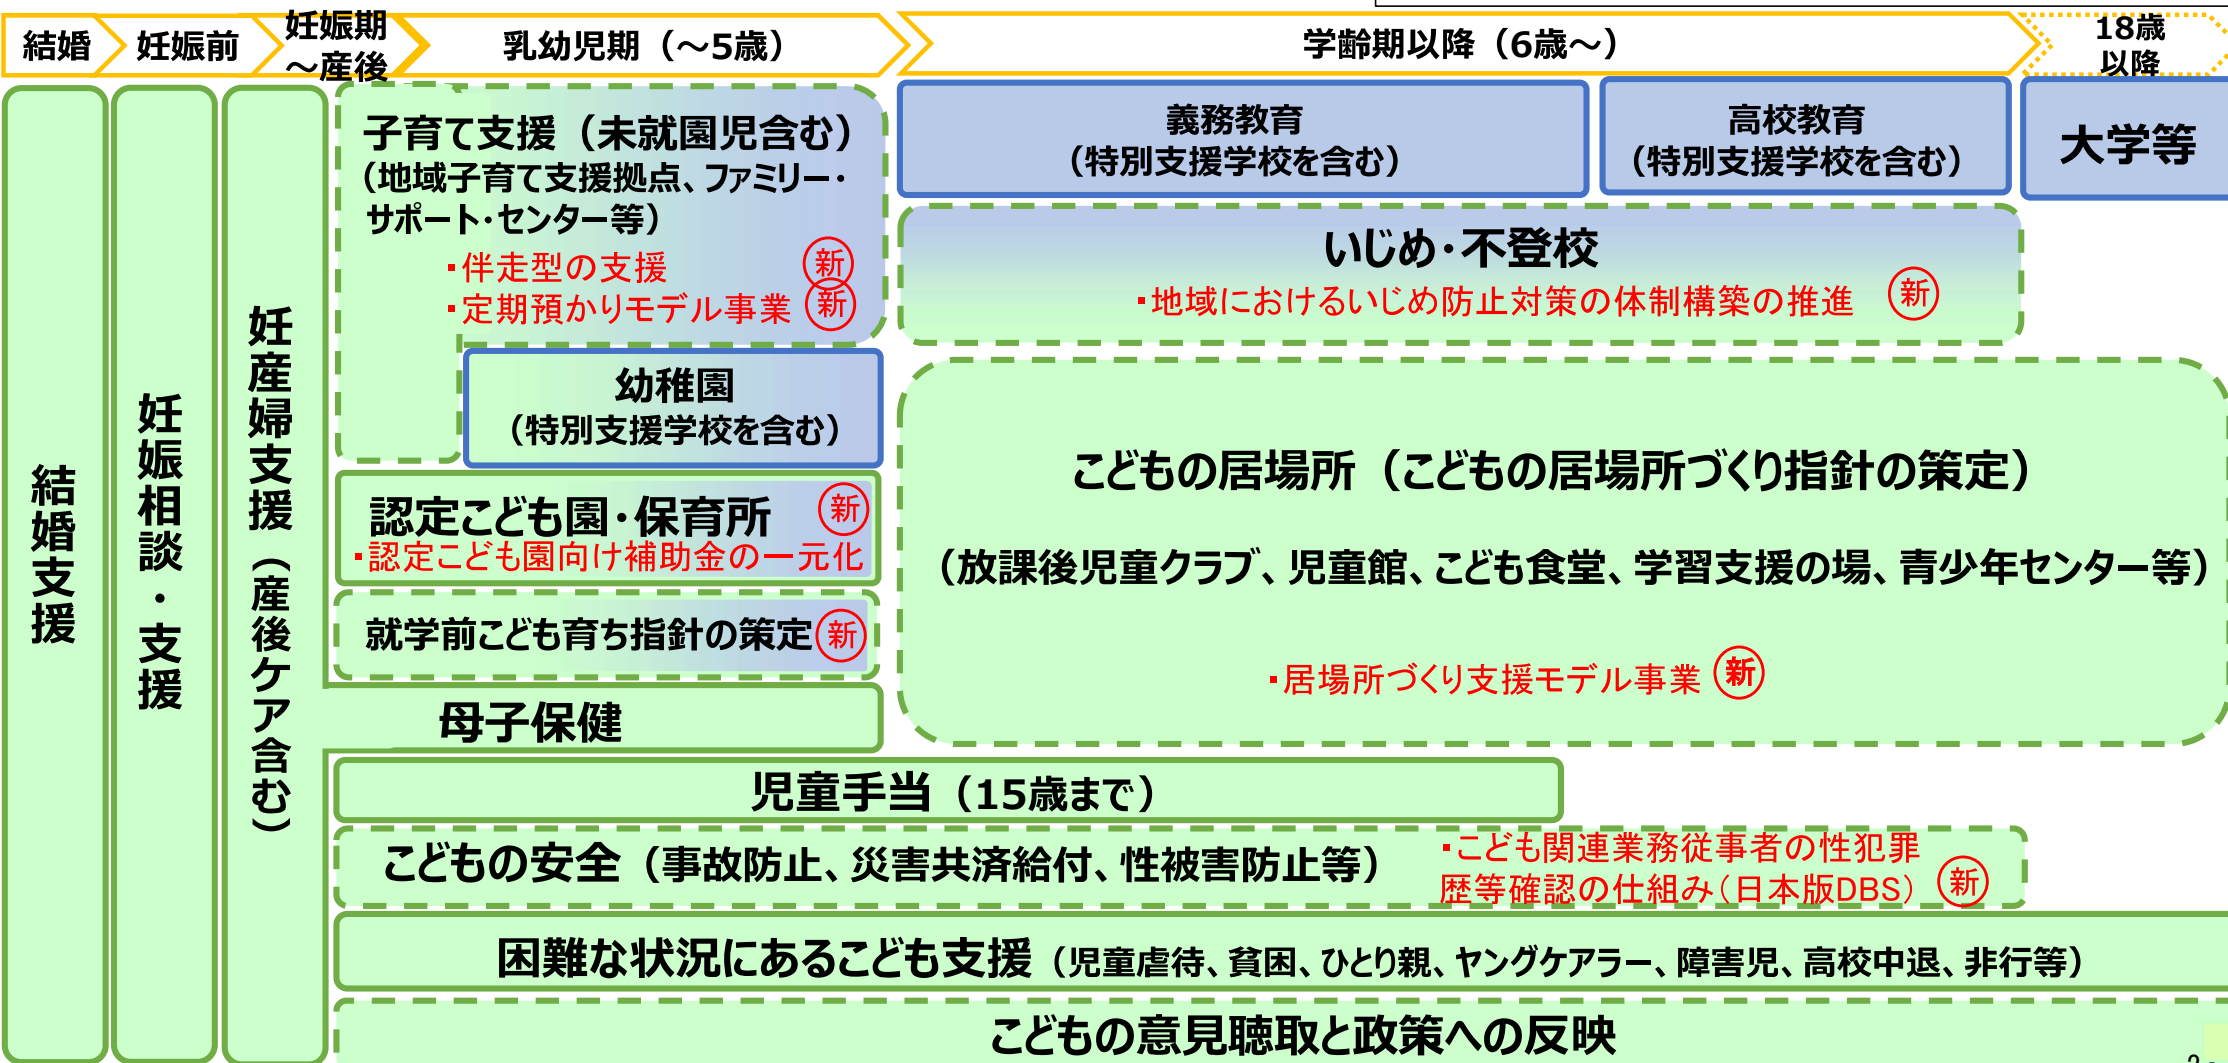 結婚
妊娠前
妊娠期
～産後
乳幼児期（～5歳）
学齢期以降（6歳～）
18歳
以降
結婚支援
妊娠相談・支援
妊産婦支援（産後ケア含む）
子育て支援（未就園児含む）
（地域子育て支援拠点、ファミリー・
サポート・センター等）
・伴走型の支援 新
・定期預かりモデル事業 新
幼稚園
（特別支援学校を含む）
認定こども園・保育所 新
・認定こども園向け補助金の一元化
就学前こども育ち指針の策定 新
母子保健
義務教育
（特別支援学校を含む）
高校教育
（特別支援学校を含む）
大学等
いじめ・不登校
・地域におけるいじめ防止対策の体制構築の推進 新
こどもの居場所（こどもの居場所づくり指針の策定）
（放課後児童クラブ、児童館、こども食堂、学習支援の場、青少年センター等）
・居場所づくり支援モデル事業 新
児童手当（15歳まで）
こどもの安全（事故防止、災害共済給付、性被害防止等）
・こども関連業務従事者の性犯罪
歴等確認の仕組み（日本版DBS） 新
困難な状況にあるこども支援（児童虐待、貧困、ひとり親、ヤングケアラー、障害児、高校中退、非行等）
こどもの意見聴取と政策への反映